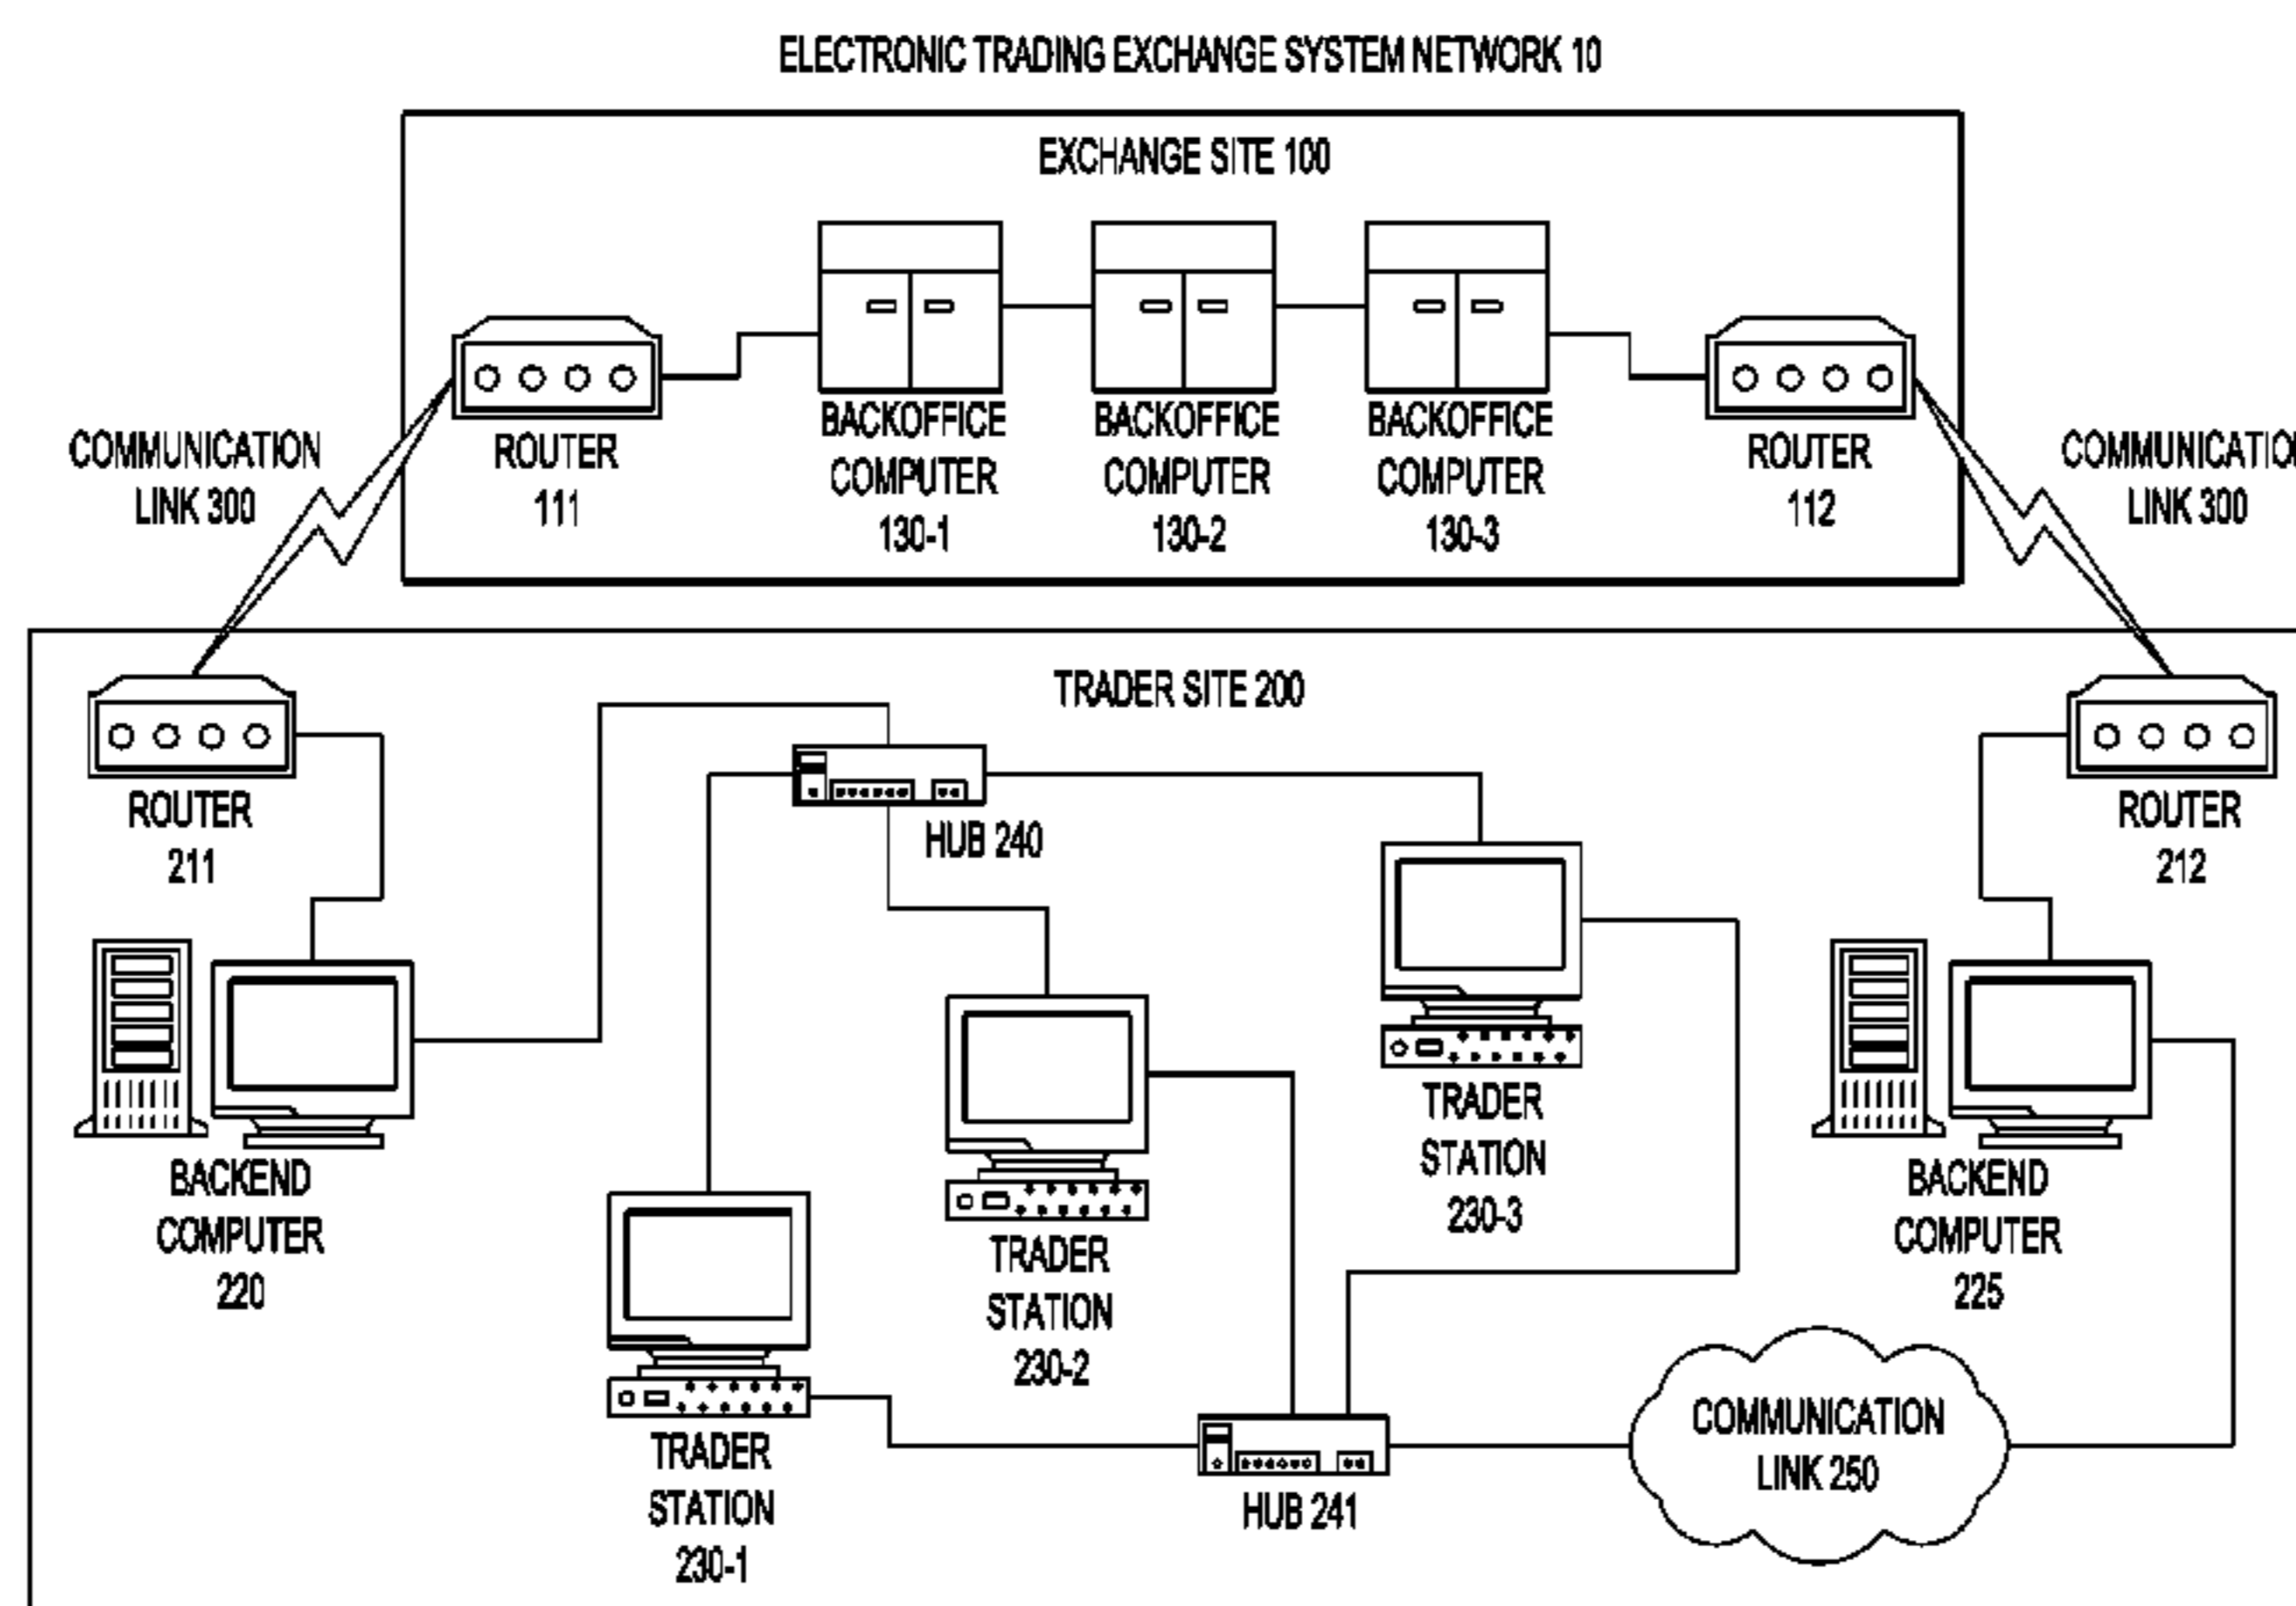 ELECTRONIC TRADING EXCHANGE SYSTEM NETWORK 10
EXCHANGE SITE 100
COMMUNICATION
LINK 300
ROUTER
111
BACKOFFICE
COMPUTER
130-1
BACKOFFICE
COMPUTER
130-2
BACKOFFICE
COMPUTER
130-3
ROUTER
112
COMMUNICATIO
LINK 300
TRADER SITE 200
ROUTER
211
HUB 240
ROUTER
212
BACKEND
COMPUTER
220
TRADER
STATION
230-1
TRADER
STATION
230-2
TRADER
STATION
230-3
BACKEND
COMPUTER
225
HUB 241
COMMUNICATION
LINK 250